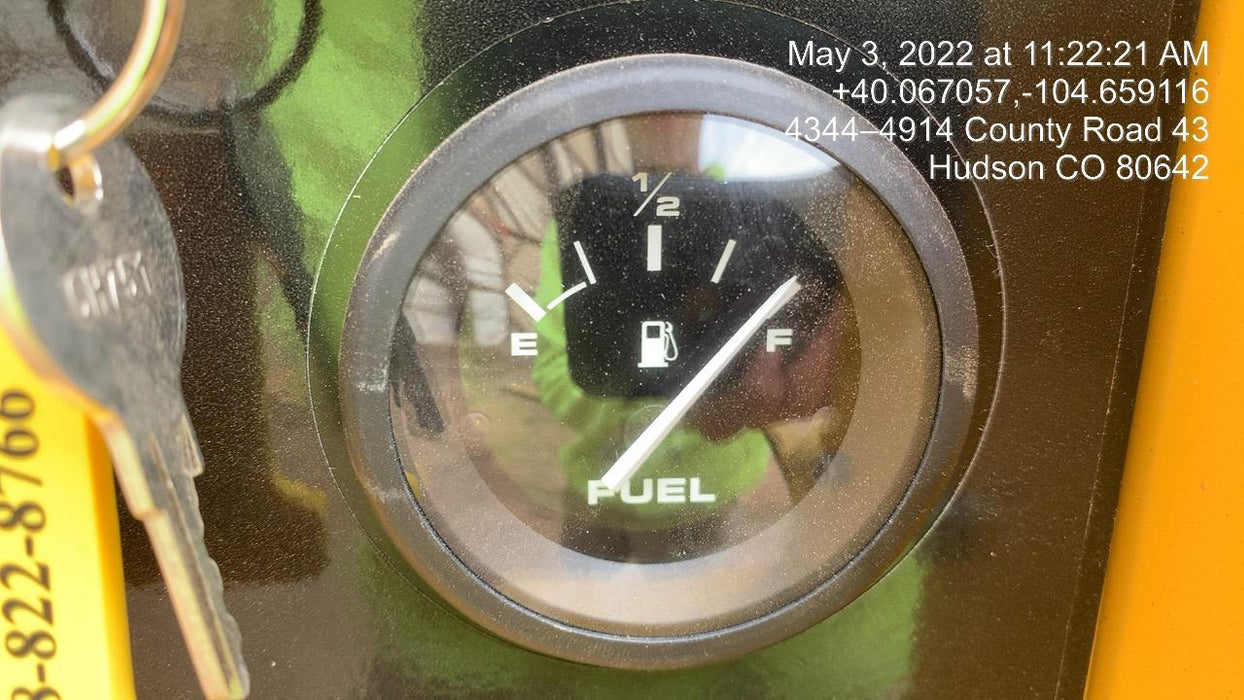 May 3, 2022 at 11:22:21 AM
+40.067057,-104.659116
4344–4914 County Road 43
Hudson CO 80642
1/2
E
F
FUEL
8-822-8766